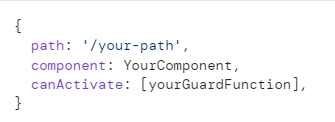 {
path: '/your-path',
component: YourComponent,
canActivate: [yourGuardFunction],
}